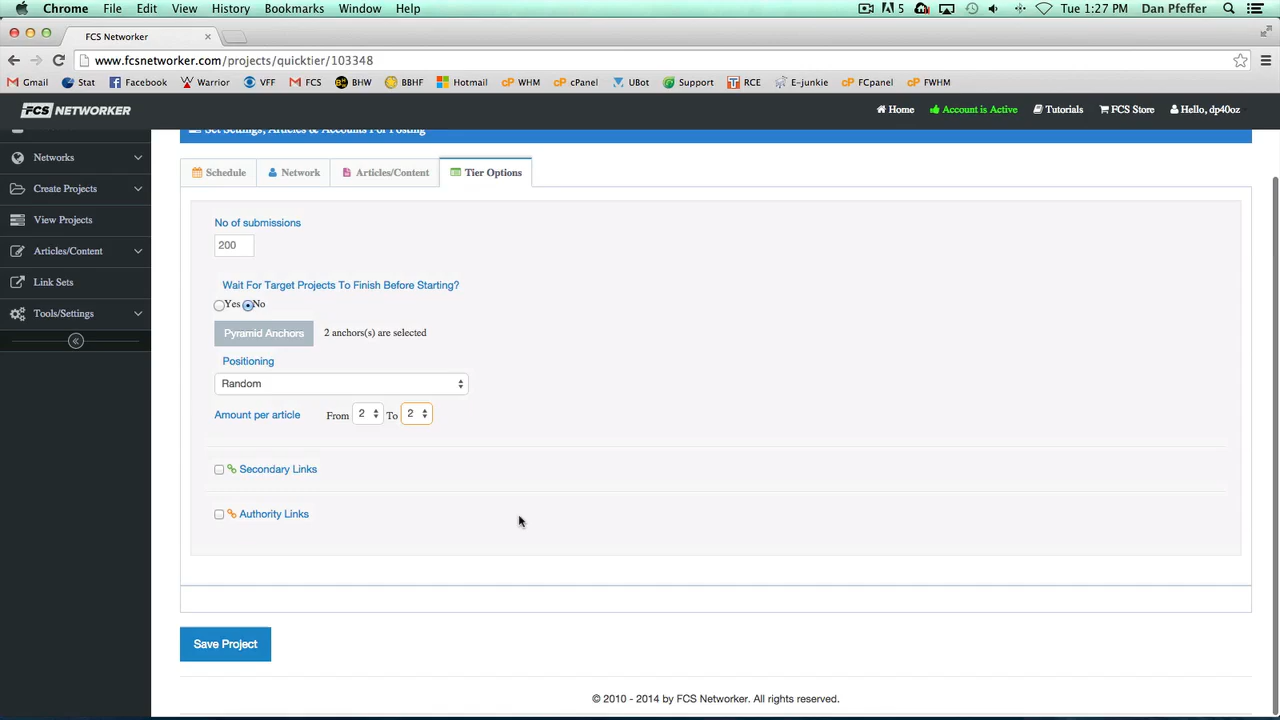 Chrome File Edit View History Bookmarks Window Help 5 Tue 1:27 PM Dan Pfeffer
FCS Networker
www.fcsnetworker.com/projects/quicktier/103348
Gmail Stat Facebook Warrior VFF FCS BHW BBHF Hotmail WHM cPanel UBot Support RCE E-junkie FCpanel FWHM
FCS NETWORKER Home Account is Active Tutorials FCS Store Hello, dp40oz
Set Settings, Articles & Accounts For Posting
Networks
Create Projects
View Projects
Articles/Content
Link Sets
Tools/Settings
Schedule Network Articles/Content Tier Options
No of submissions
200
Wait For Target Projects To Finish Before Starting?
Yes No
Pyramid Anchors 2 anchors(s) are selected
Positioning
Random
Amount per article From 2 To 2
Secondary Links
Authority Links
Save Project
© 2010 - 2014 by FCS Networker. All rights reserved.